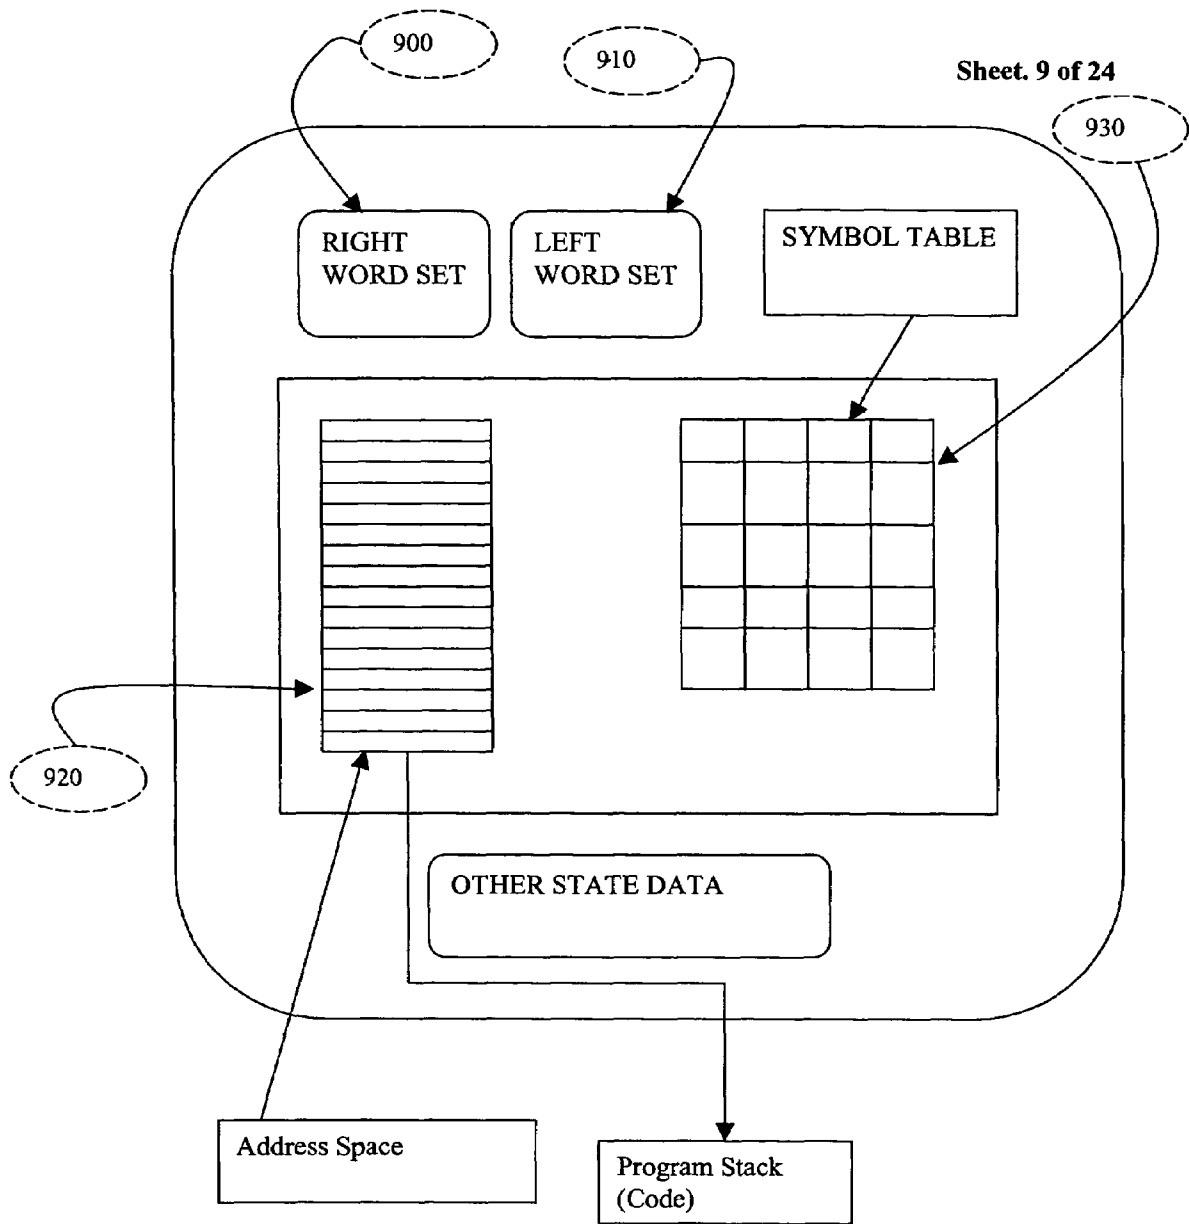 900
910
Sheet. 9 of 24
930
RIGHT
WORD SET
LEFT
WORD SET
SYMBOL TABLE
920
OTHER STATE DATA
Address Space
Program Stack
(Code)